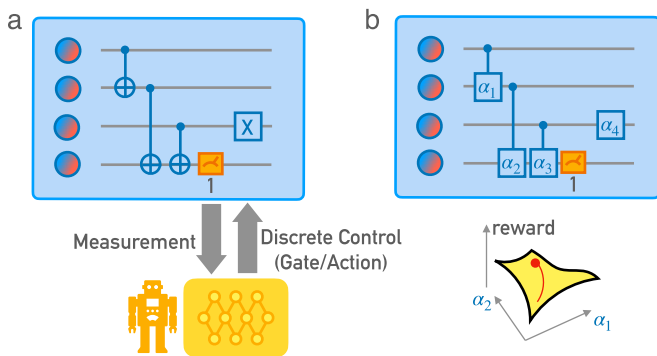 a
X
1
Measurement
Discrete Control
(Gate/Action)
b
α₁
α₄
α₂ α₃
1
reward
α₂
α₁